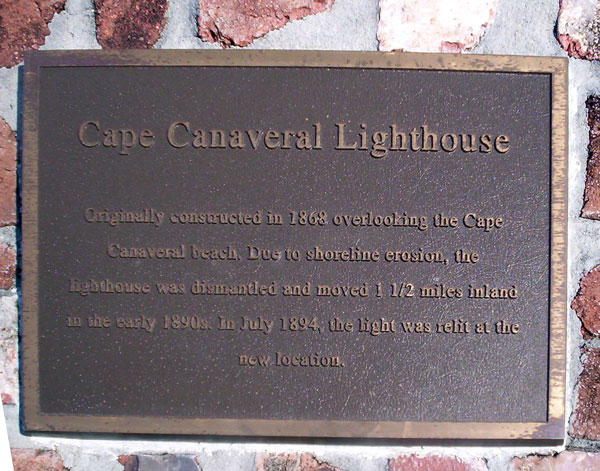 Cape Canaveral Lighthouse
Originally constructed in 1868 overlooking the Cape
Canaveral beach. Due to shoreline erosion, the
lighthouse was dismantled and moved 1 1/2 miles inland
in the early 1890s. In July 1894, the light was relit at the
new location.